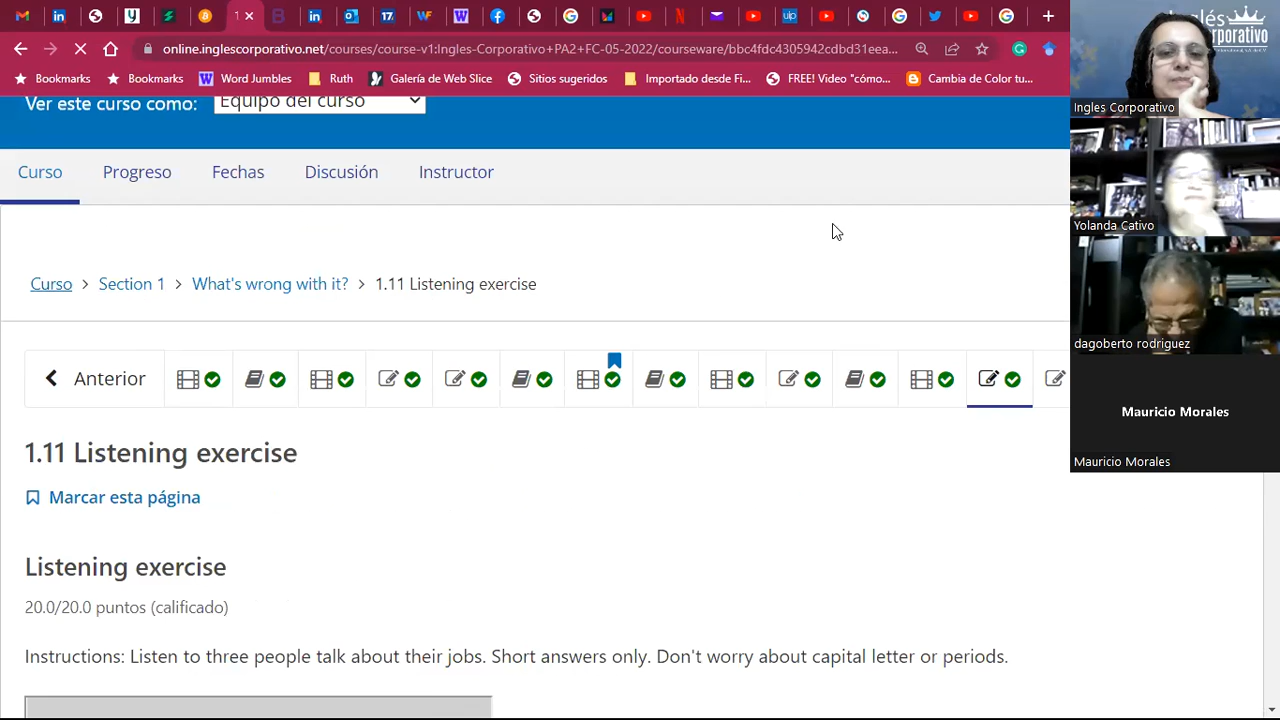 1
online.inglescorporativo.net/courses/course-v1:Ingles-Corporativo+PA2+FC-05-2022/courseware/bbc4fdc4305942cdbd31eea...
Bookmarks
Bookmarks
Word Jumbles
Ruth
Galería de Web Slice
Sitios sugeridos
Importado desde Fi...
FREE! Video "cómo...
Cambia de Color tu...
Ver este curso como:
Equipo del curso
Curso
Progreso
Fechas
Discusión
Instructor
Curso > Section 1 > What's wrong with it? > 1.11 Listening exercise
Anterior
1.11 Listening exercise
Marcar esta página
Listening exercise
20.0/20.0 puntos (calificado)
Instructions: Listen to three people talk about their jobs. Short answers only. Don't worry about capital letter or periods.
Ingles Corporativo
Yolanda Cativo
dagoberto rodriguez
Mauricio Morales
Mauricio Morales